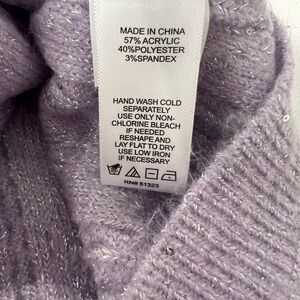 MADE IN CHINA
57% ACRYLIC
40%POLYESTER
3%SPANDEX
HAND WASH COLD
SEPARATELY
USE ONLY NON-
CHLORINE BLEACH
IF NEEDED
RESHAPE AND
LAY FLAT TO DRY
USE LOW IRON
IF NECESSARY
RN# 51323